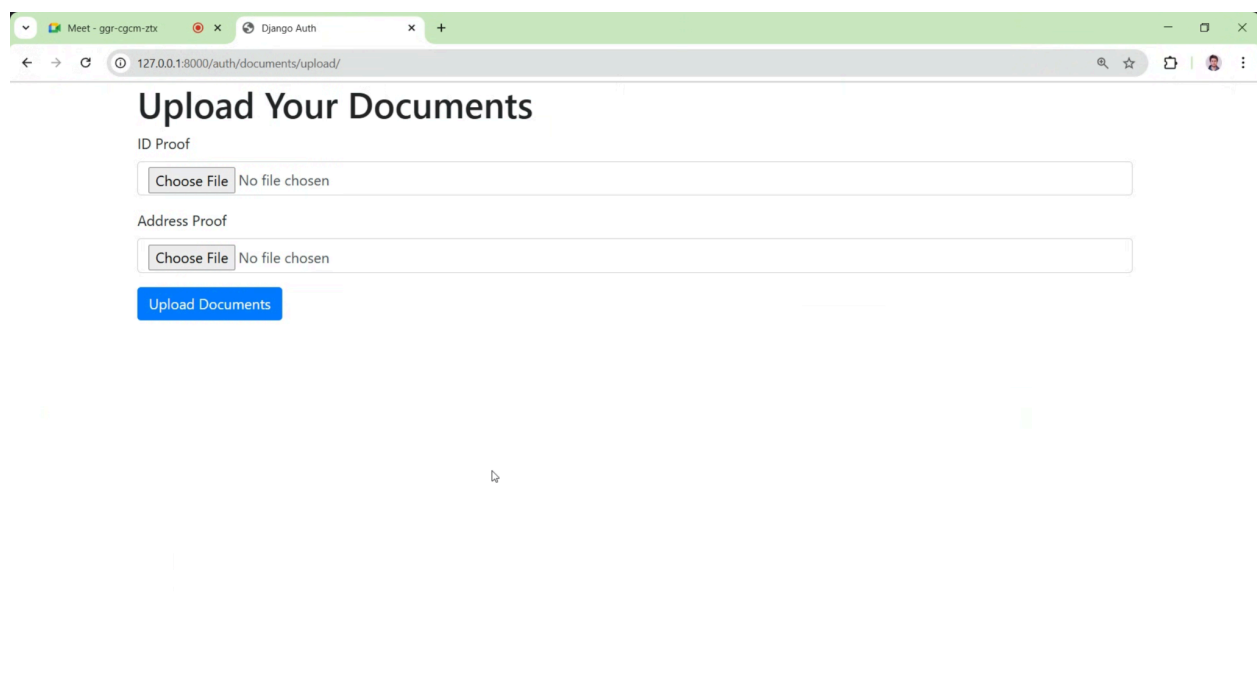 Meet - ggr-cgcm-ztx
Django Auth
127.0.0.1:8000/auth/documents/upload/
Upload Your Documents
ID Proof
Choose File No file chosen
Address Proof
Choose File No file chosen
Upload Documents